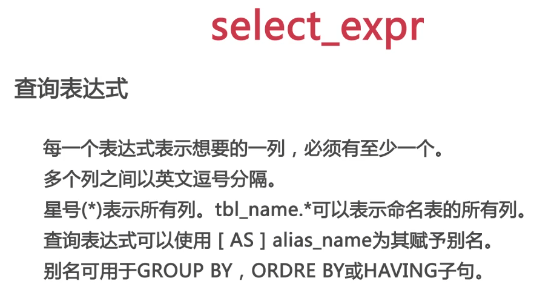 select_expr
查询表达式
每一个表达式表示想要的一列，必须有至少一个。
多个列之间以英文逗号分隔。
星号(*)表示所有列。tbl_name.*可以表示命名表的所有列。
查询表达式可以使用 [ AS ] alias_name为其赋予别名。
别名可用于GROUP BY，ORDRE BY或HAVING子句。